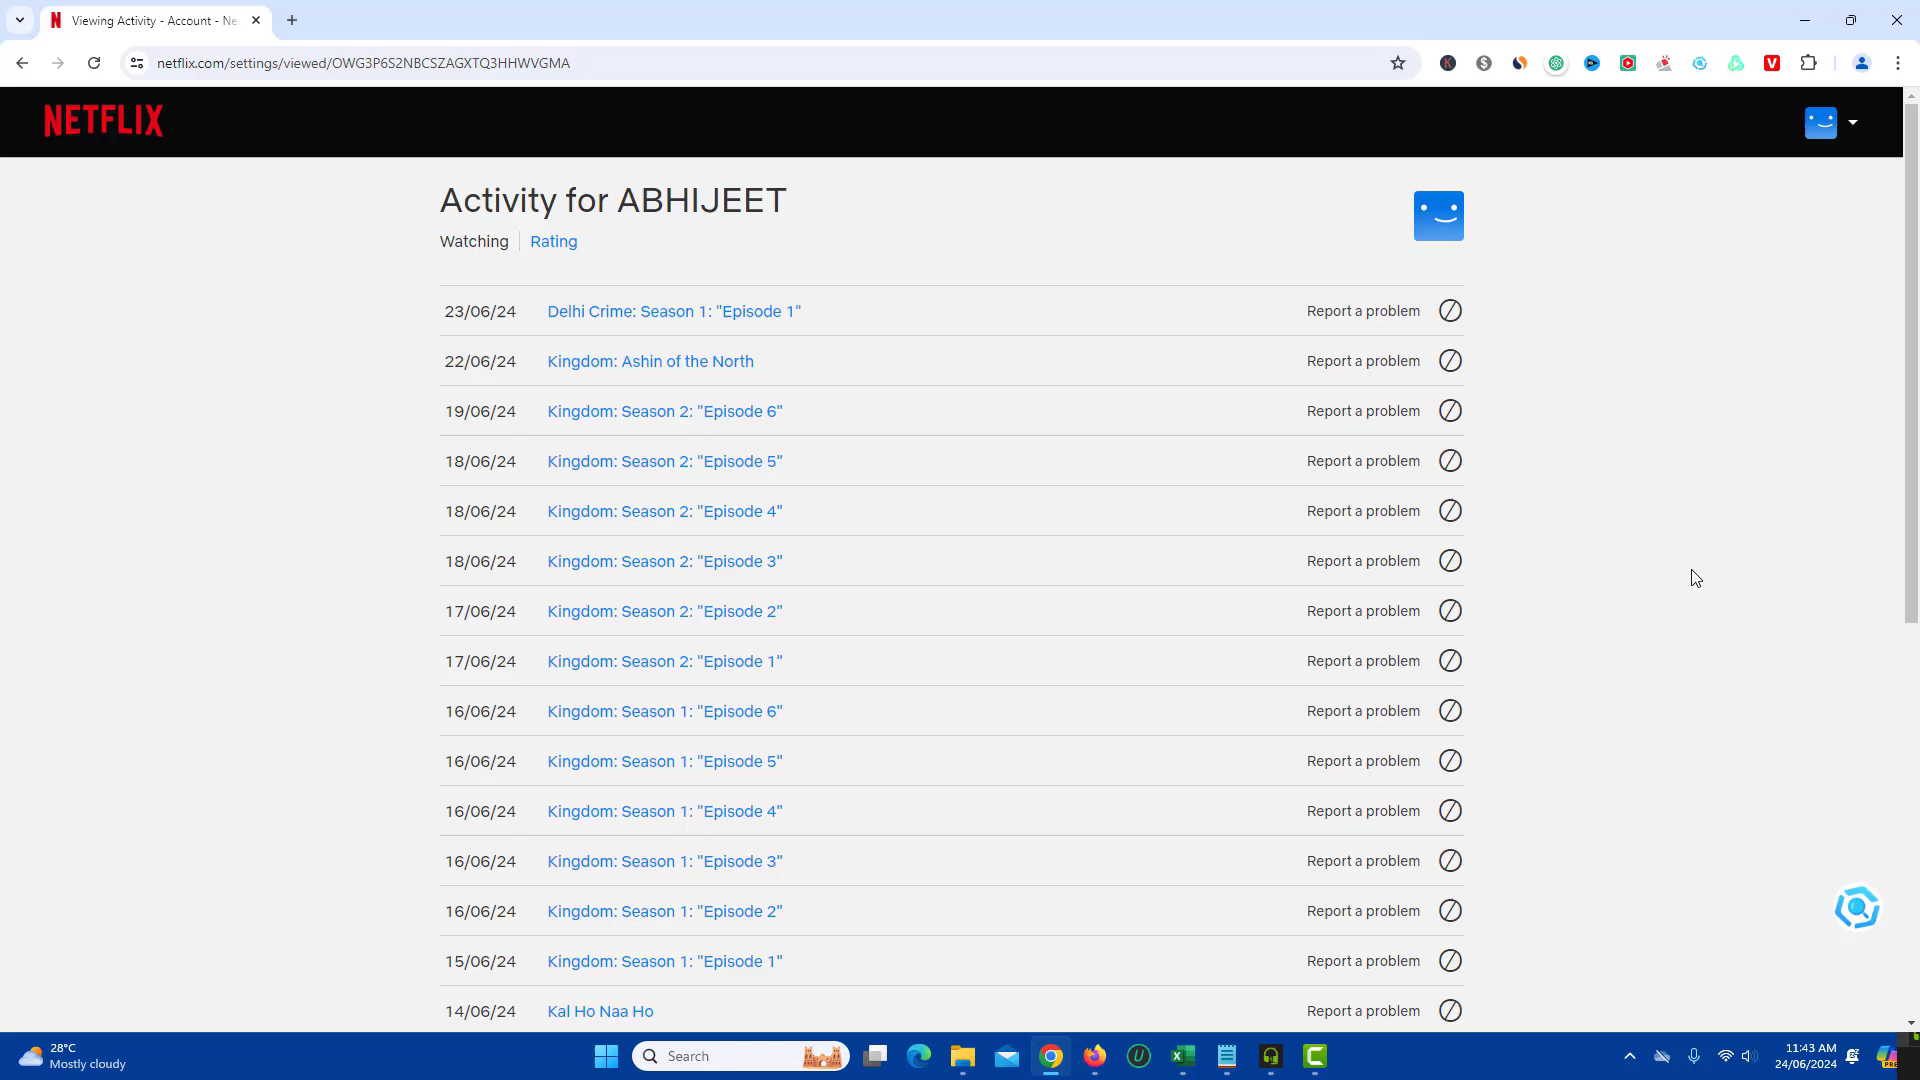 Viewing Activity - Account - Ne
netflix.com/settings/viewed/OWG3P6S2NBCSZAGXTQ3HHWVGMA
NETFLIX
Activity for ABHIJEET
Watching Rating
23/06/24 Delhi Crime: Season 1: "Episode 1" Report a problem
22/06/24 Kingdom: Ashin of the North Report a problem
19/06/24 Kingdom: Season 2: "Episode 6" Report a problem
18/06/24 Kingdom: Season 2: "Episode 5" Report a problem
18/06/24 Kingdom: Season 2: "Episode 4" Report a problem
18/06/24 Kingdom: Season 2: "Episode 3" Report a problem
17/06/24 Kingdom: Season 2: "Episode 2" Report a problem
17/06/24 Kingdom: Season 2: "Episode 1" Report a problem
16/06/24 Kingdom: Season 1: "Episode 6" Report a problem
16/06/24 Kingdom: Season 1: "Episode 5" Report a problem
16/06/24 Kingdom: Season 1: "Episode 4" Report a problem
16/06/24 Kingdom: Season 1: "Episode 3" Report a problem
16/06/24 Kingdom: Season 1: "Episode 2" Report a problem
15/06/24 Kingdom: Season 1: "Episode 1" Report a problem
14/06/24 Kal Ho Naa Ho Report a problem
28°C
Mostly cloudy
Search
11:43 AM
24/06/2024